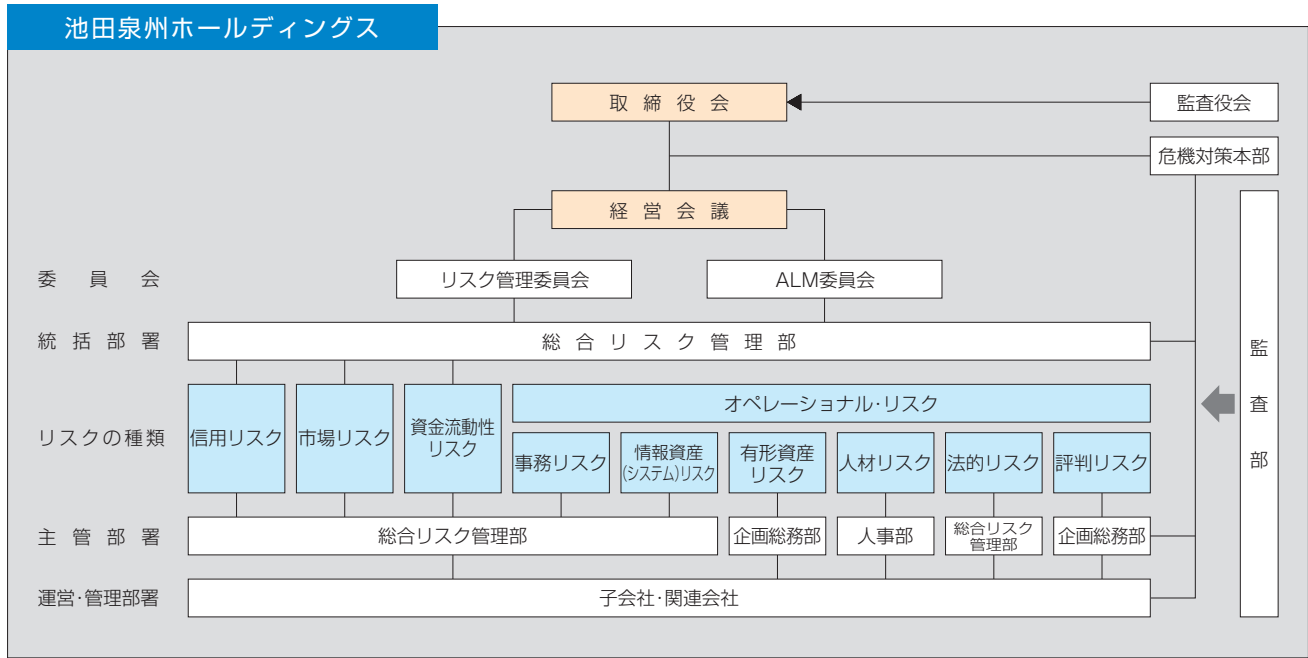 池田泉州ホールディングス
取締役会
監査役会
危機対策本部
経営会議
委員会
リスク管理委員会
ALM委員会
統括部署
総合リスク管理部
監査部
リスクの種類
信用リスク
市場リスク
資金流動性
リスク
オペレーショナル・リスク
事務リスク
情報資産
(システム)リスク
有形資産
リスク
人材リスク
法的リスク
評判リスク
主管部署
総合リスク管理部
企画総務部
人事部
総合リスク
管理部
企画総務部
運営・管理部署
子会社・関連会社